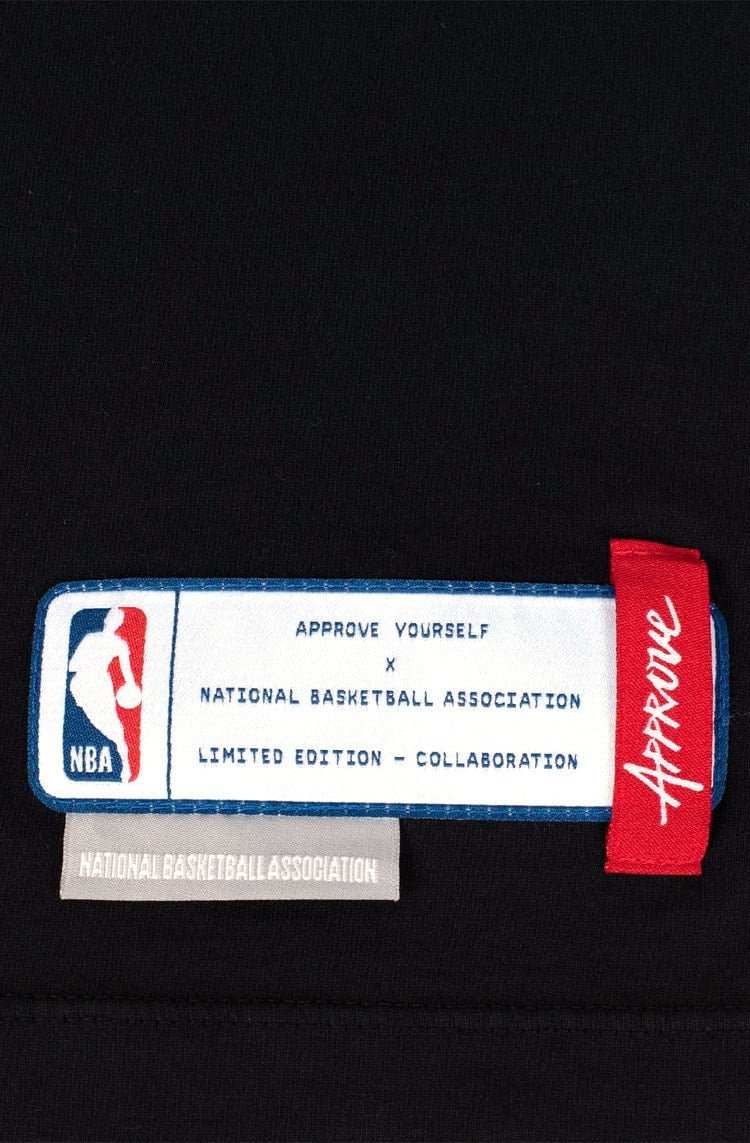 APPROVE YOURSELF
X
NATIONAL BASKETBALL ASSOCIATION
LIMITED EDITION - COLLABORATION
NBA
Approve
NATIONAL BASKETBALL ASSOCIATION